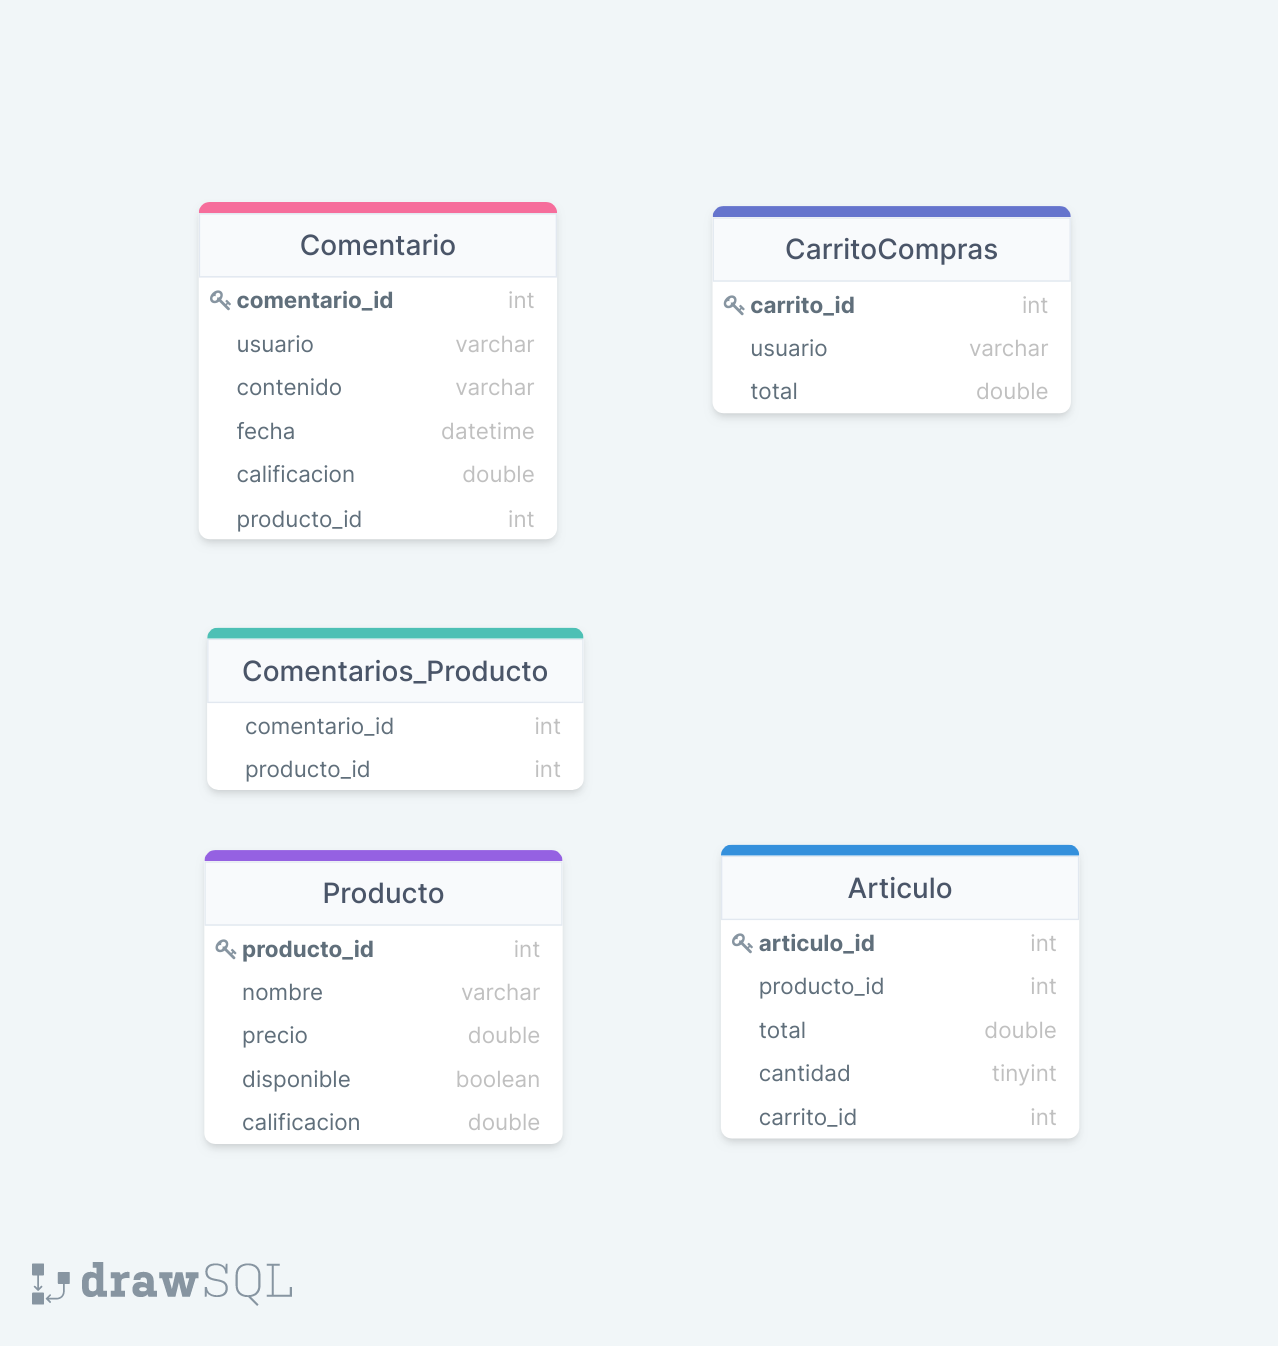 Comentario
comentario_id int
usuario varchar
contenido varchar
fecha datetime
calificacion double
producto_id int
CarritoCompras
carrito_id int
usuario varchar
total double
Comentarios_Producto
comentario_id int
producto_id int
Producto
producto_id int
nombre varchar
precio double
disponible boolean
calificacion double
Articulo
articulo_id int
producto_id int
total double
cantidad tinyint
carrito_id int
drawSQL